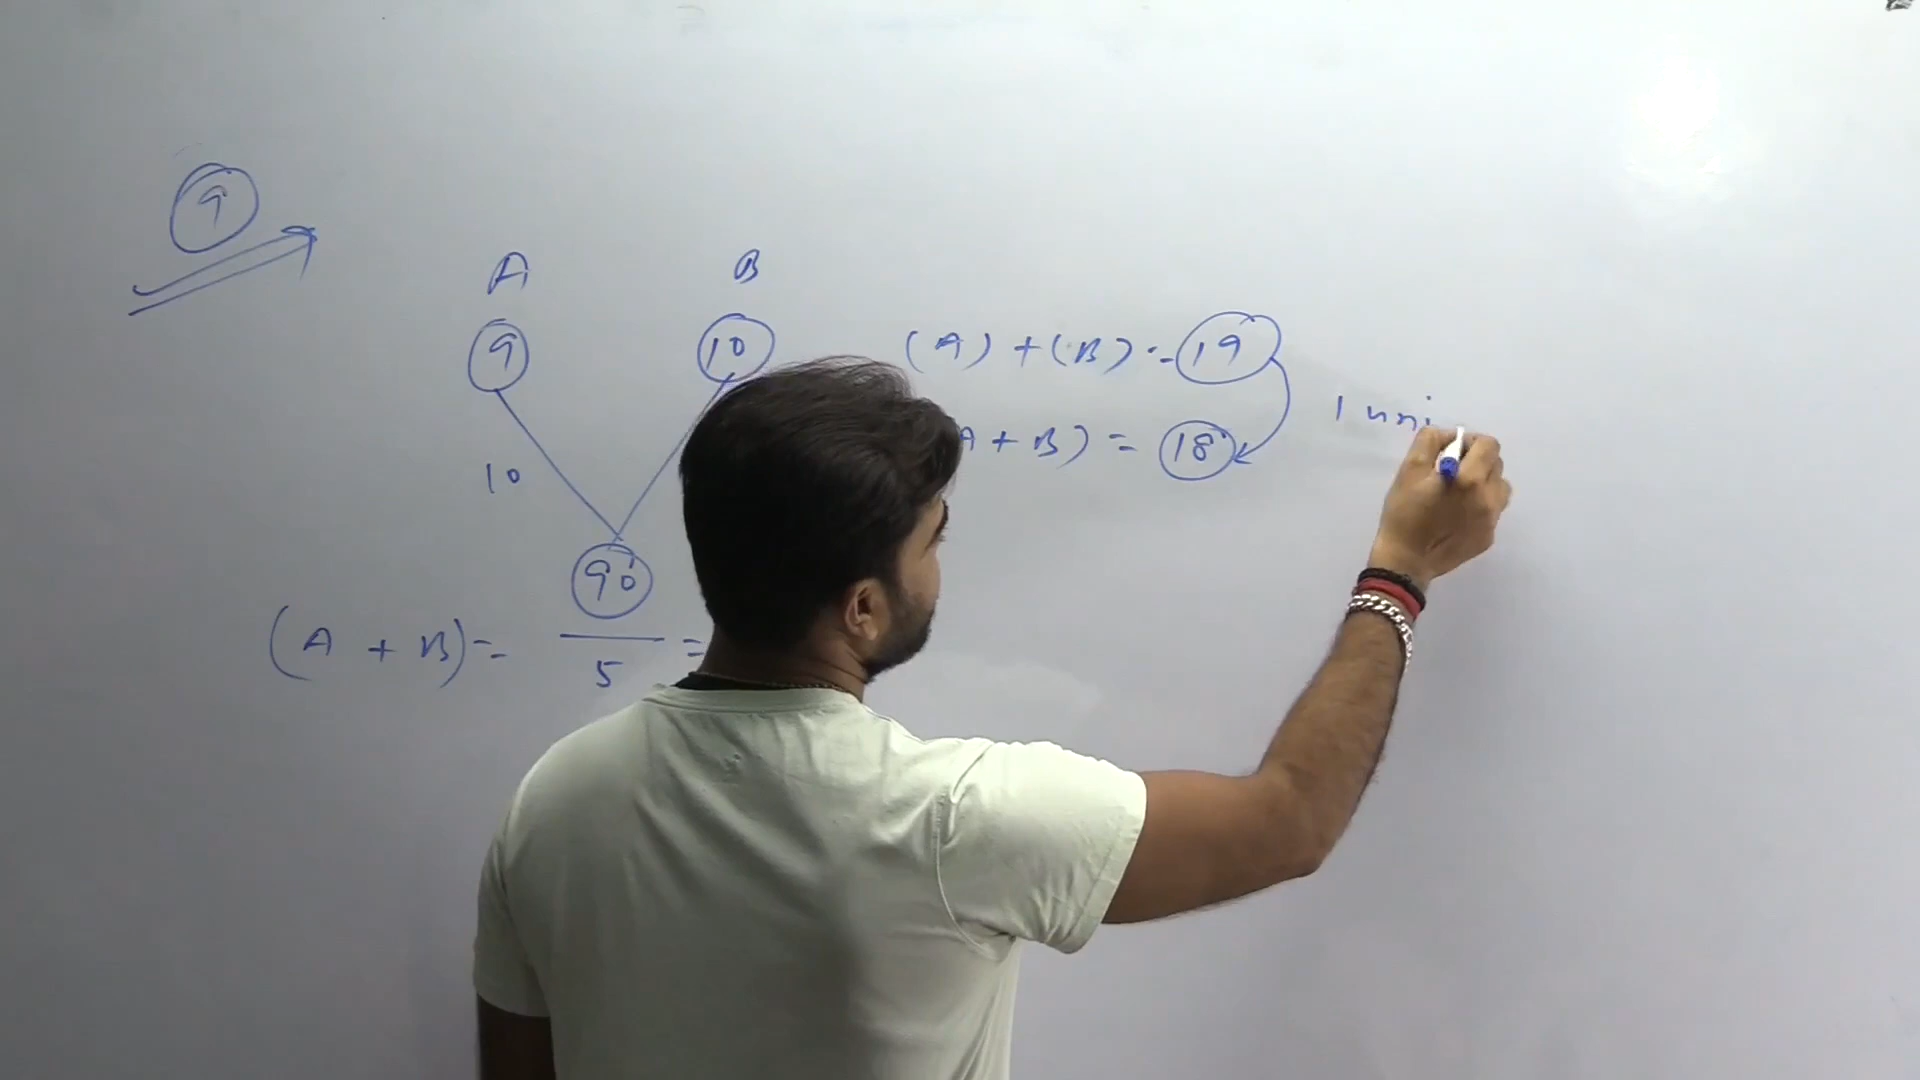 9
A B
9 10
(A) + (B) = 19
1 uni
A + B) = 18
10
90
(A + B) = 
5 =